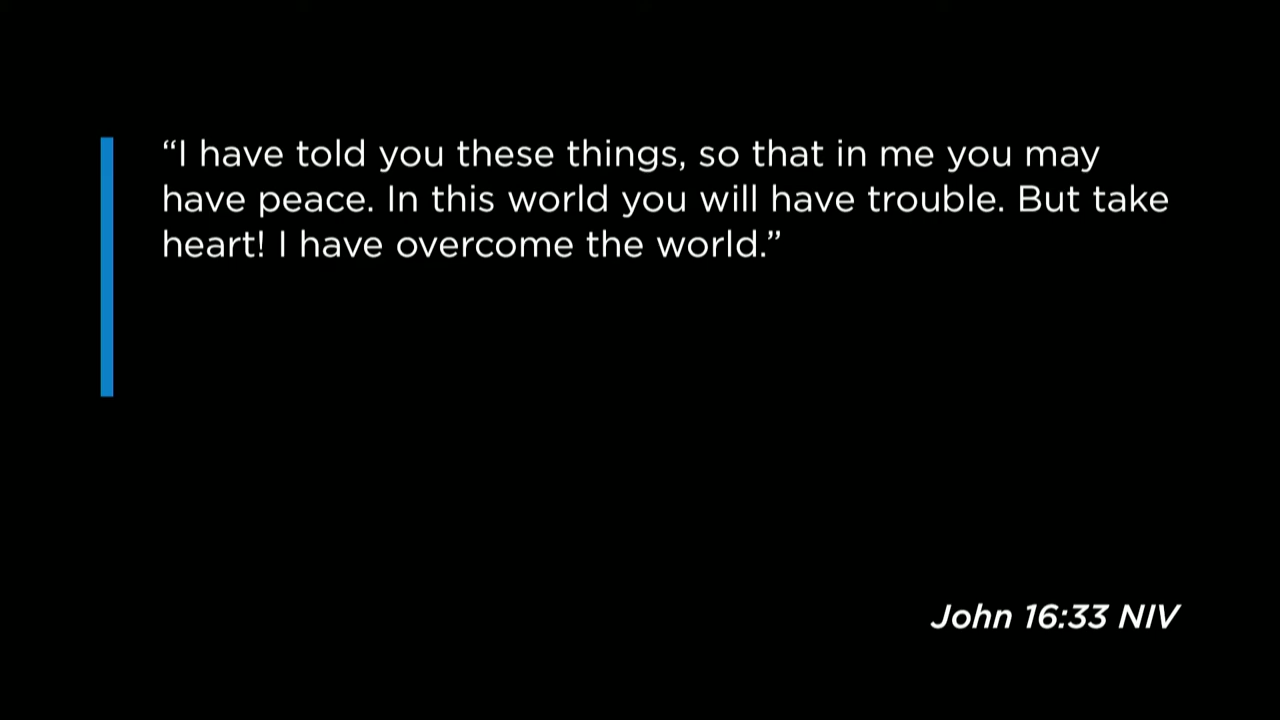 “I have told you these things, so that in me you may
have peace. In this world you will have trouble. But take
heart! I have overcome the world.”
John 16:33 NIV